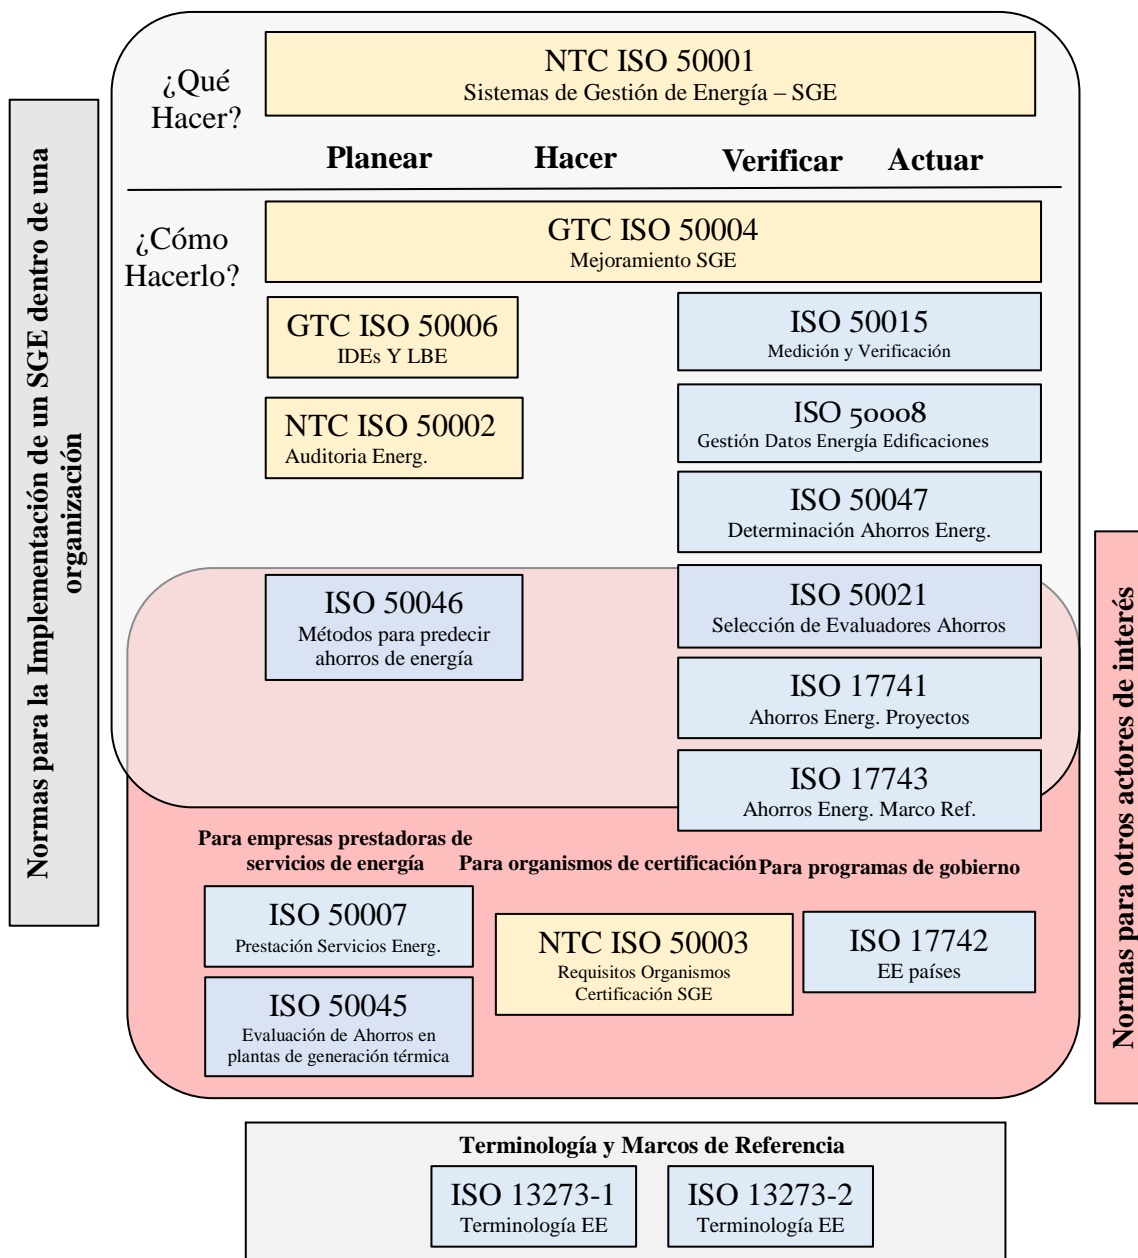 ¿Qué
Hacer?
NTC ISO 50001
Sistemas de Gestión de Energía – SGE
Planear
Hacer
Verificar
Actuar
¿Cómo
Hacerlo?
GTC ISO 50004
Mejoramiento SGE
GTC ISO 50006
IDEs Y LBE
NTC ISO 50002
Auditoria Energ.
ISO 50015
Medición y Verificación
ISO 50008
Gestión Datos Energía Edificaciones
ISO 50047
Determinación Ahorros Energ.
ISO 50046
Métodos para predecir
ahorros de energía
ISO 50021
Selección de Evaluadores Ahorros
ISO 17741
Ahorros Energ. Proyectos
ISO 17743
Ahorros Energ. Marco Ref.
Normas para la Implementación de un SGE dentro de una
organización
Normas para otros actores de interés
Para empresas prestadoras de
servicios de energía
ISO 50007
Prestación Servicios Energ.
ISO 50045
Evaluación de Ahorros en
plantas de generación térmica
Para organismos de certificación
NTC ISO 50003
Requisitos Organismos
Certificación SGE
Para programas de gobierno
ISO 17742
EE países
Terminología y Marcos de Referencia
ISO 13273-1
Terminología EE
ISO 13273-2
Terminología EE